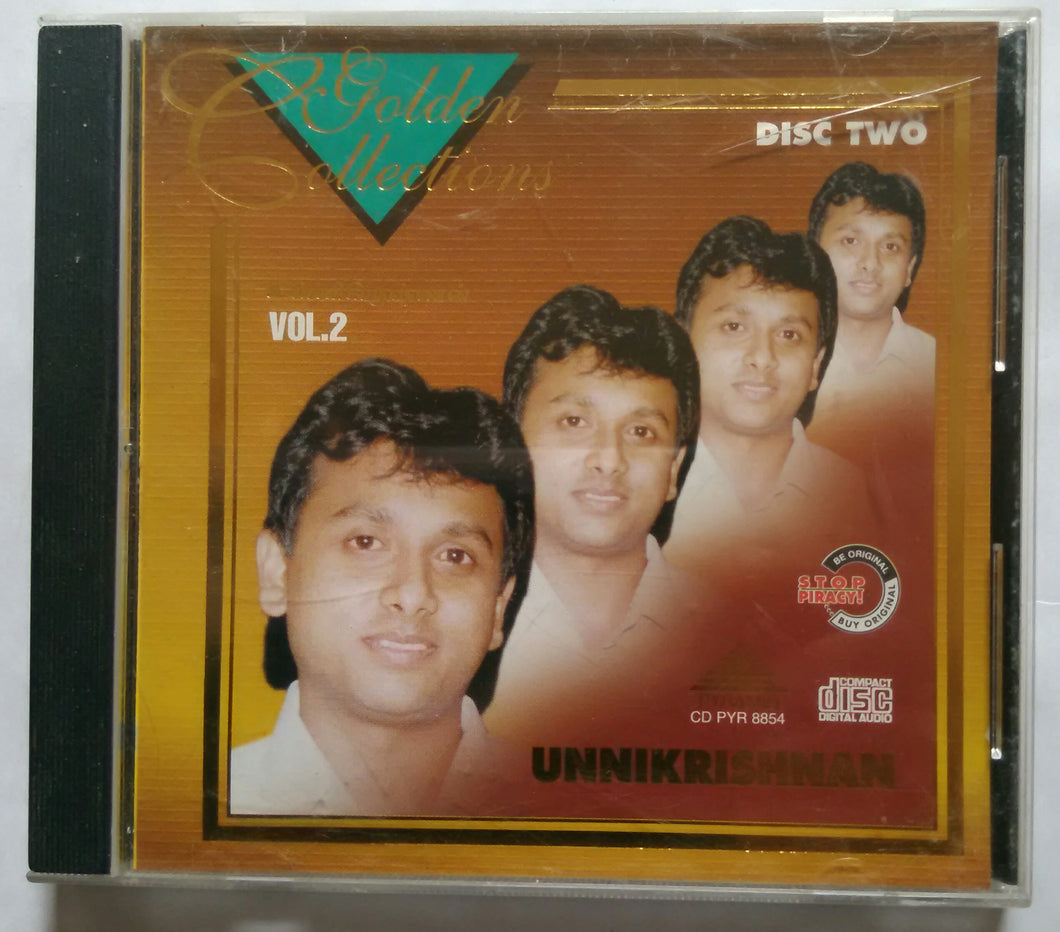 Golden
Collections
DISC TWO
VOL.2
BE ORIGINAL
STOP
PIRACY!
BUY ORIGINAL
COMPACT
disc
DIGITAL AUDIO
CD PYR 8854
UNNIKRISHNAN